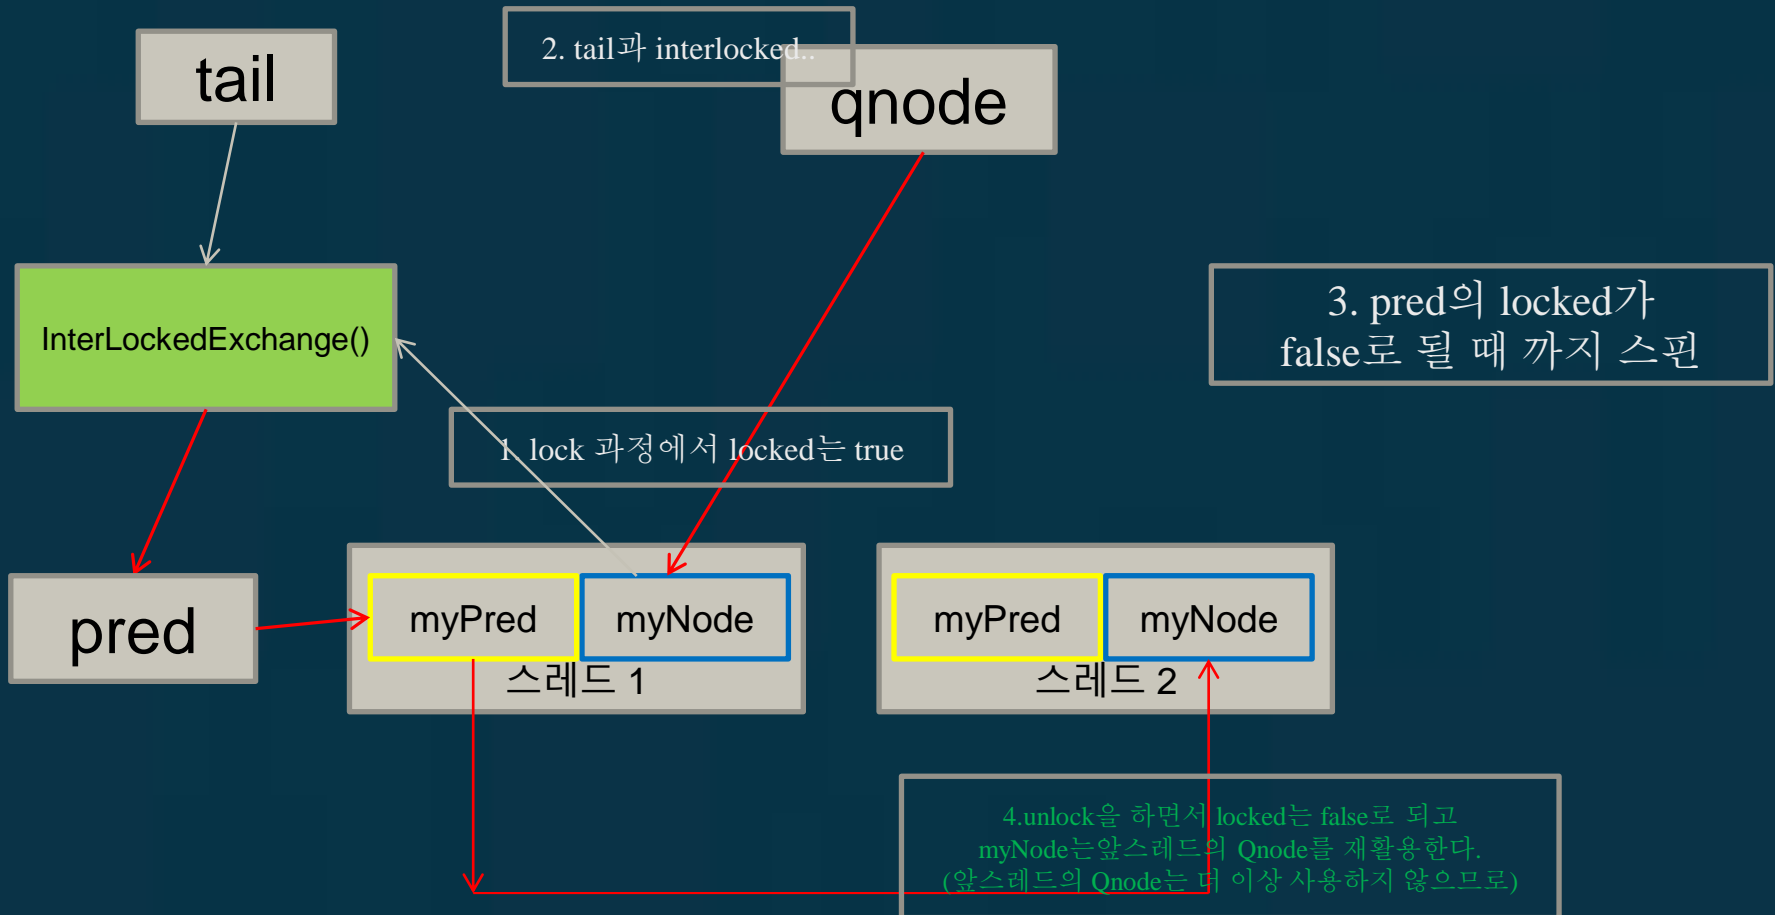 tail
2. tail과 interlocked..
qnode
InterLockedExchange()
3. pred의 locked가
false로 될 때 까지 스핀
1. lock 과정에서 locked는 true
pred
myPred
myNode
스레드 1
myPred
myNode
스레드 2
4.unlock을 하면서 locked는 false로 되고
myNode는앞스레드의 Qnode를 재활용한다.
(앞스레드의 Qnode는 더 이상 사용하지 않으므로)